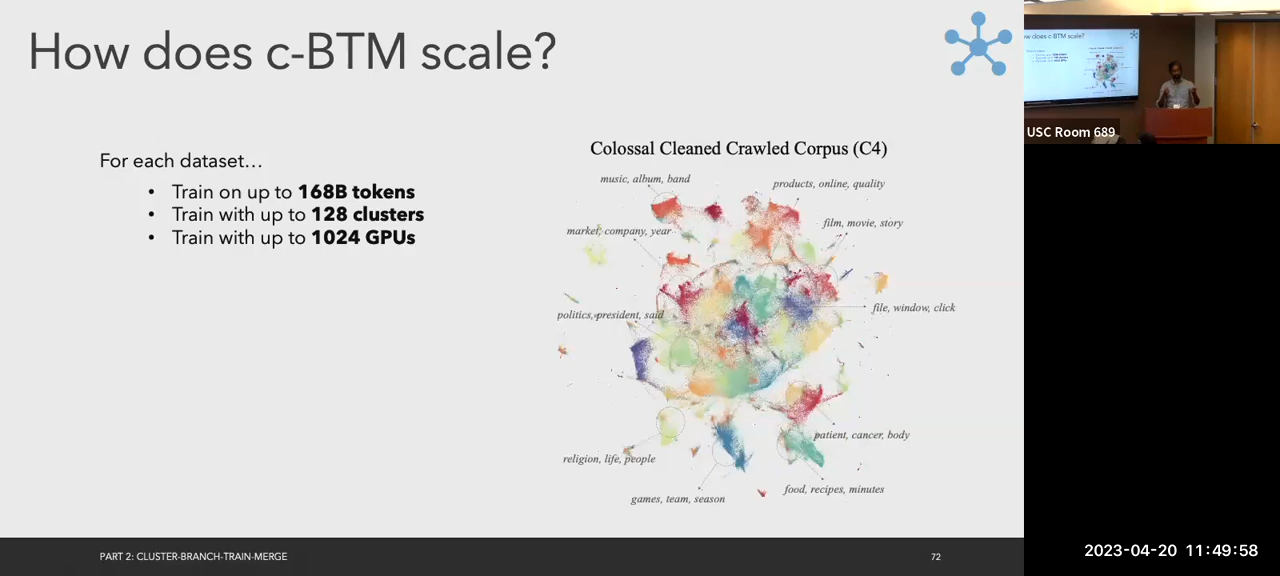 How does c-BTM scale?
For each dataset…
• Train on up to 168B tokens
• Train with up to 128 clusters
• Train with up to 1024 GPUs
Colossal Cleaned Crawled Corpus (C4)
music, album, band
products, online, quality
film, movie, story
market, company, year
file, window, click
politics, president, said
patient, cancer, body
religion, life, people
food, recipes, minutes
games, team, season
PART 2: CLUSTER-BRANCH-TRAIN-MERGE
72
USC Room 689
2023-04-20 11:49:58